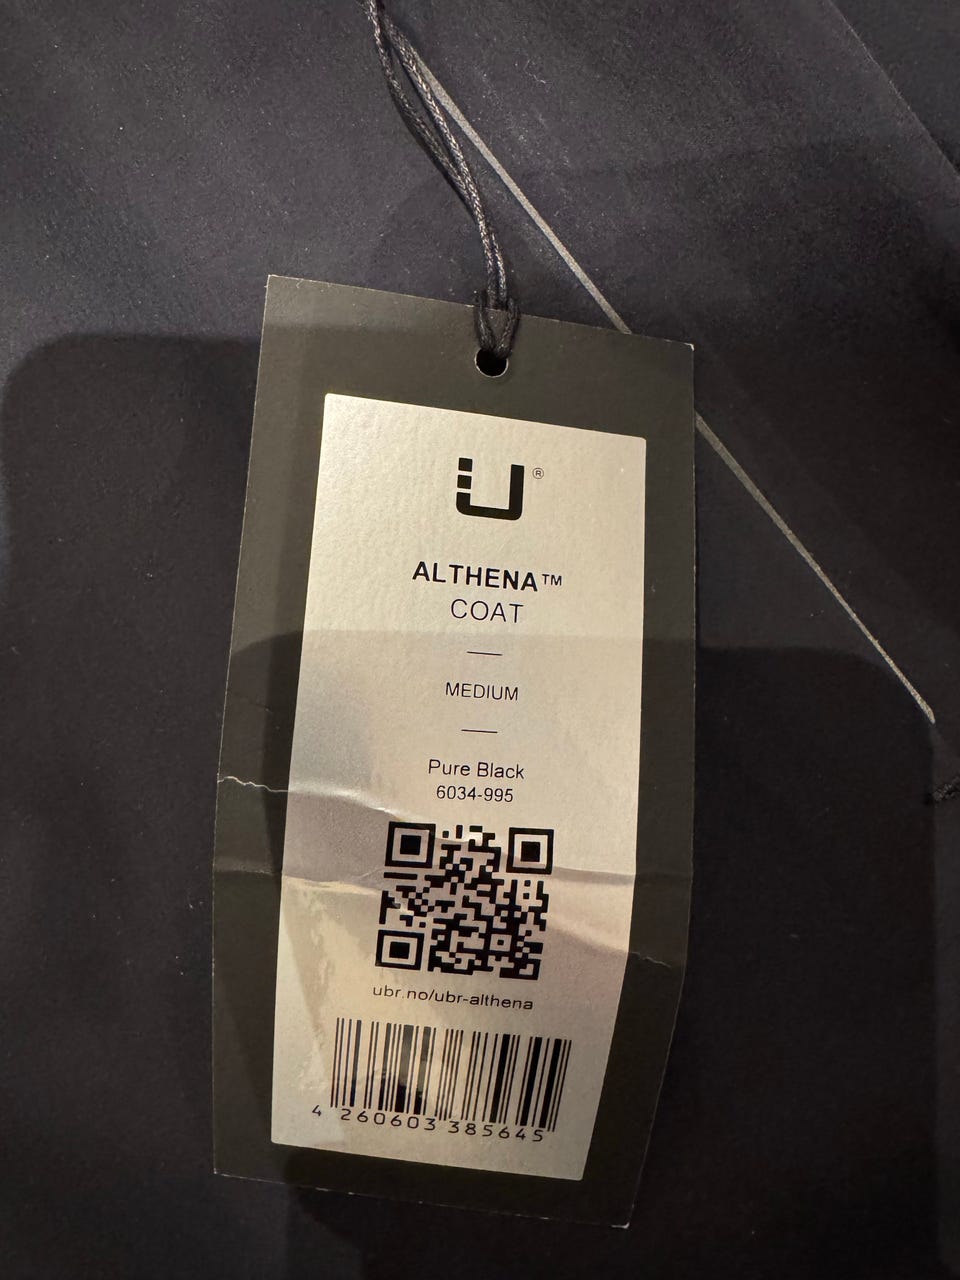 U®
ALTHENA™
COAT
MEDIUM
Pure Black
6034-995
ubr.no/ubr-althena
4 260603 385645